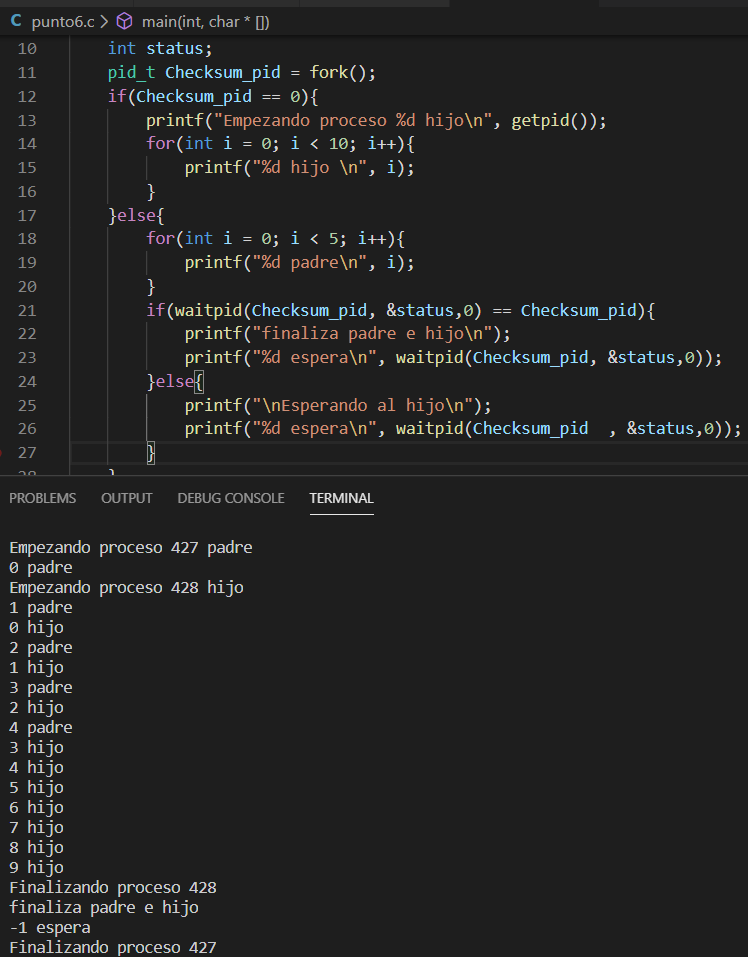 C punto6.c > main(int, char * [])
10 int status;
11 pid_t Checksum_pid = fork();
12 if(Checksum_pid == 0){
13 printf("Empezando proceso %d hijo\n", getpid());
14 for(int i = 0; i < 10; i++){
15 printf("%d hijo \n", i);
16 }
17 }else{
18 for(int i = 0; i < 5; i++){
19 printf("%d padre\n", i);
20 }
21 if(waitpid(Checksum_pid, &status,0) == Checksum_pid){
22 printf("finaliza padre e hijo\n");
23 printf("%d espera\n", waitpid(Checksum_pid, &status,0));
24 }else{
25 printf("\nEsperando al hijo\n");
26 printf("%d espera\n", waitpid(Checksum_pid  , &status,0));
27 }
28 }
PROBLEMS OUTPUT DEBUG CONSOLE TERMINAL
Empezando proceso 427 padre
0 padre
Empezando proceso 428 hijo
1 padre
0 hijo
2 padre
1 hijo
3 padre
2 hijo
4 padre
3 hijo
4 hijo
5 hijo
6 hijo
7 hijo
8 hijo
9 hijo
Finalizando proceso 428
finaliza padre e hijo
-1 espera
Finalizando proceso 427